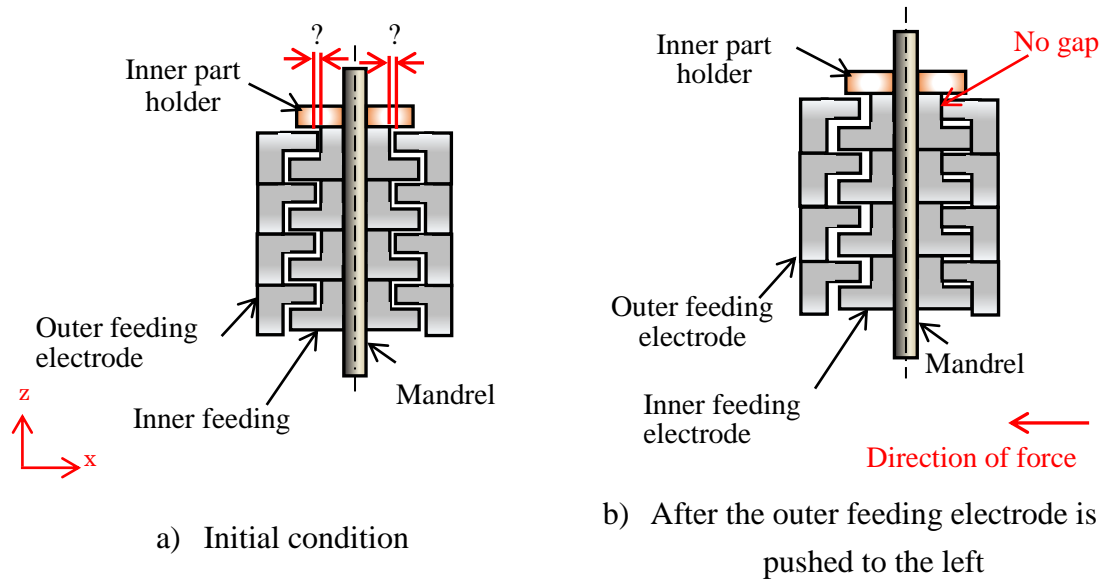 ?
?
Inner part
holder
Outer feeding
electrode
Inner feeding
Mandrel
z
x
a) Initial condition
Inner part
holder
No gap
Outer feeding
electrode
Mandrel
Inner feeding
electrode
Direction of force
b) After the outer feeding electrode is
pushed to the left